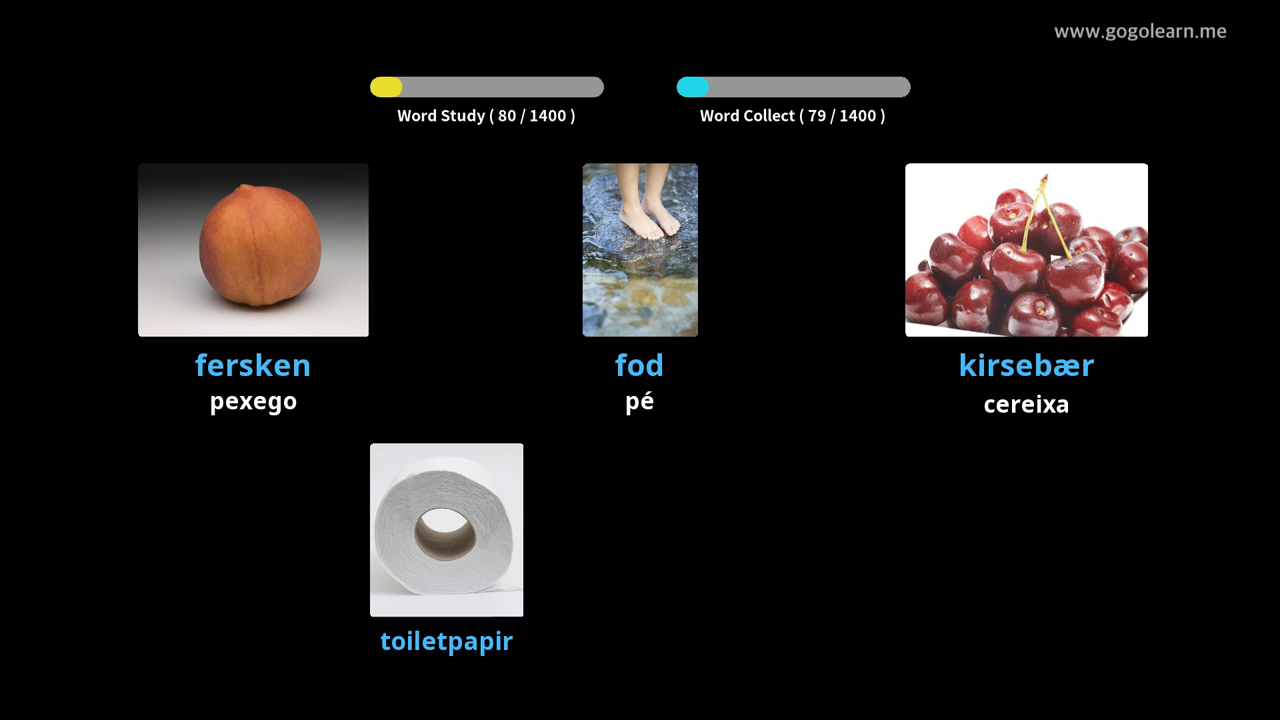 www.gogolearn.me
Word Study ( 80 / 1400 )
Word Collect ( 79 / 1400 )
fersken
pexego
fod
pé
kirsebær
cereixa
toiletpapir